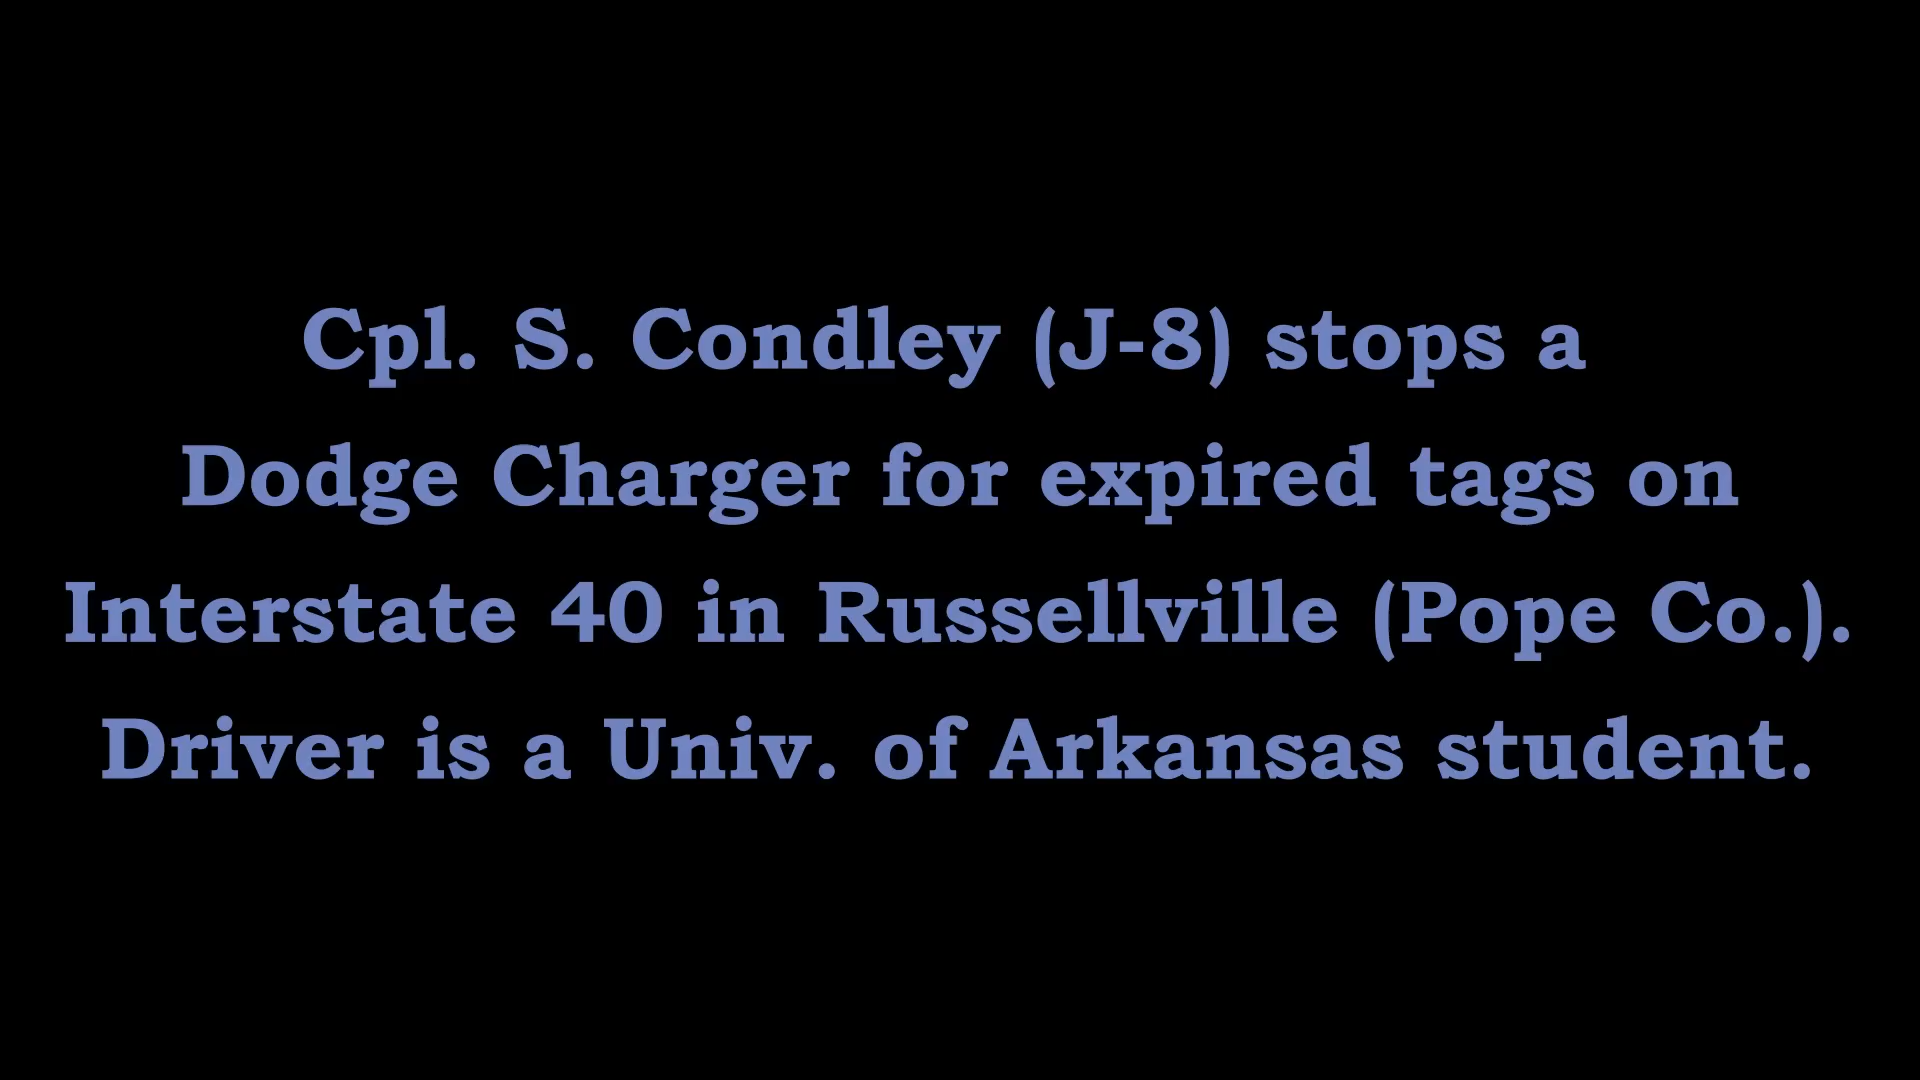 Cpl. S. Condley (J-8) stops a
Dodge Charger for expired tags on
Interstate 40 in Russellville (Pope Co.).
Driver is a Univ. of Arkansas student.